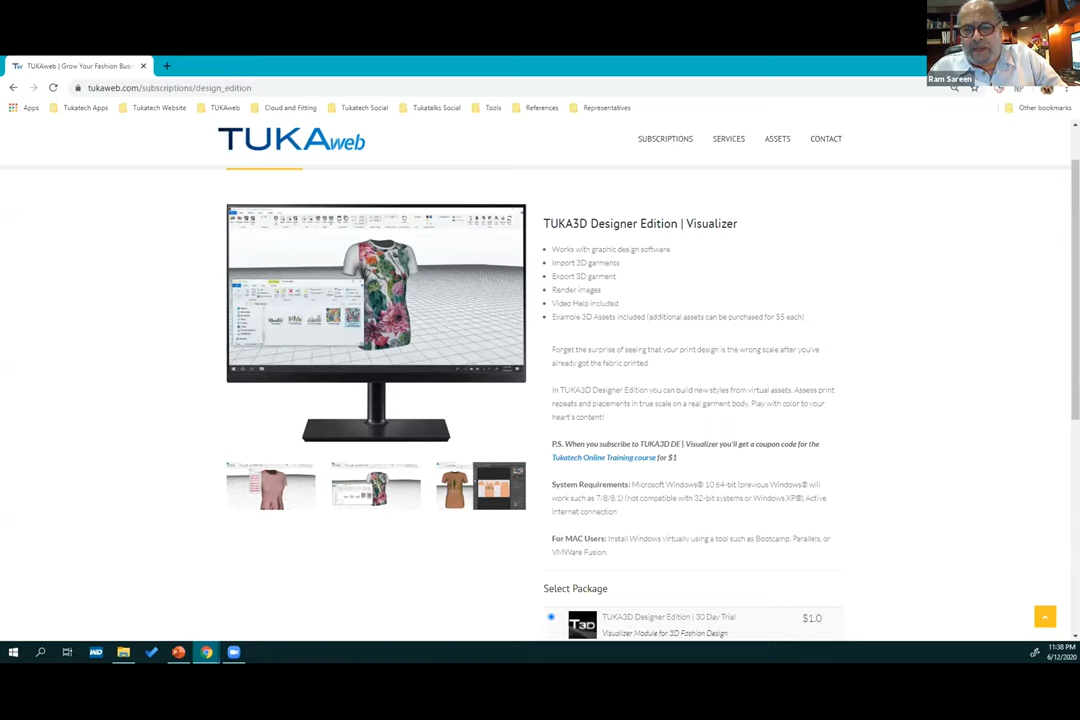 Ram Sareen
TUKAweb | Grow Your Fashion Busin
tukaweb.com/subscriptions/design_edition
Apps
Tukatech Apps
Tukatech Website
TUKAweb
Cloud and Fitting
Tukatech Social
Tukatalks Social
Tools
References
Representatives
Other bookmarks
TUKAweb
SUBSCRIPTIONS
SERVICES
ASSETS
CONTACT
TUKA3D Designer Edition | Visualizer
Works with graphic design software
Import 3D garments
Export 3D garment
Render images
Video Help included
Example 3D Assets included (additional assets can be purchased for $5 each)
Forget the surprise of seeing that your print design is the wrong scale after you've
already got the fabric printed.
In TUKA3D Designer Edition you can build new styles from virtual assets. Assess print
repeats and placements in true scale on a real garment body. Play with color to your
heart's content!
P.S. When you subscribe to TUKA3D DE | Visualizer you'll get a coupon code for the
Tukatech Online Training course for $1
System Requirements: Microsoft Windows® 10 64-bit (previous Windows® will
work such as 7/8/8.1) (not compatible with 32-bit systems or Windows XP®) Active
internet connection
For MAC Users: Install Windows virtually using a tool such as Bootcamp, Parallels, or
VMWare Fusion.
Select Package
T3D
TUKA3D Designer Edition | 30 Day Trial
$1.0
Visualizer Module for 3D Fashion Design
11:38 PM
6/12/2020